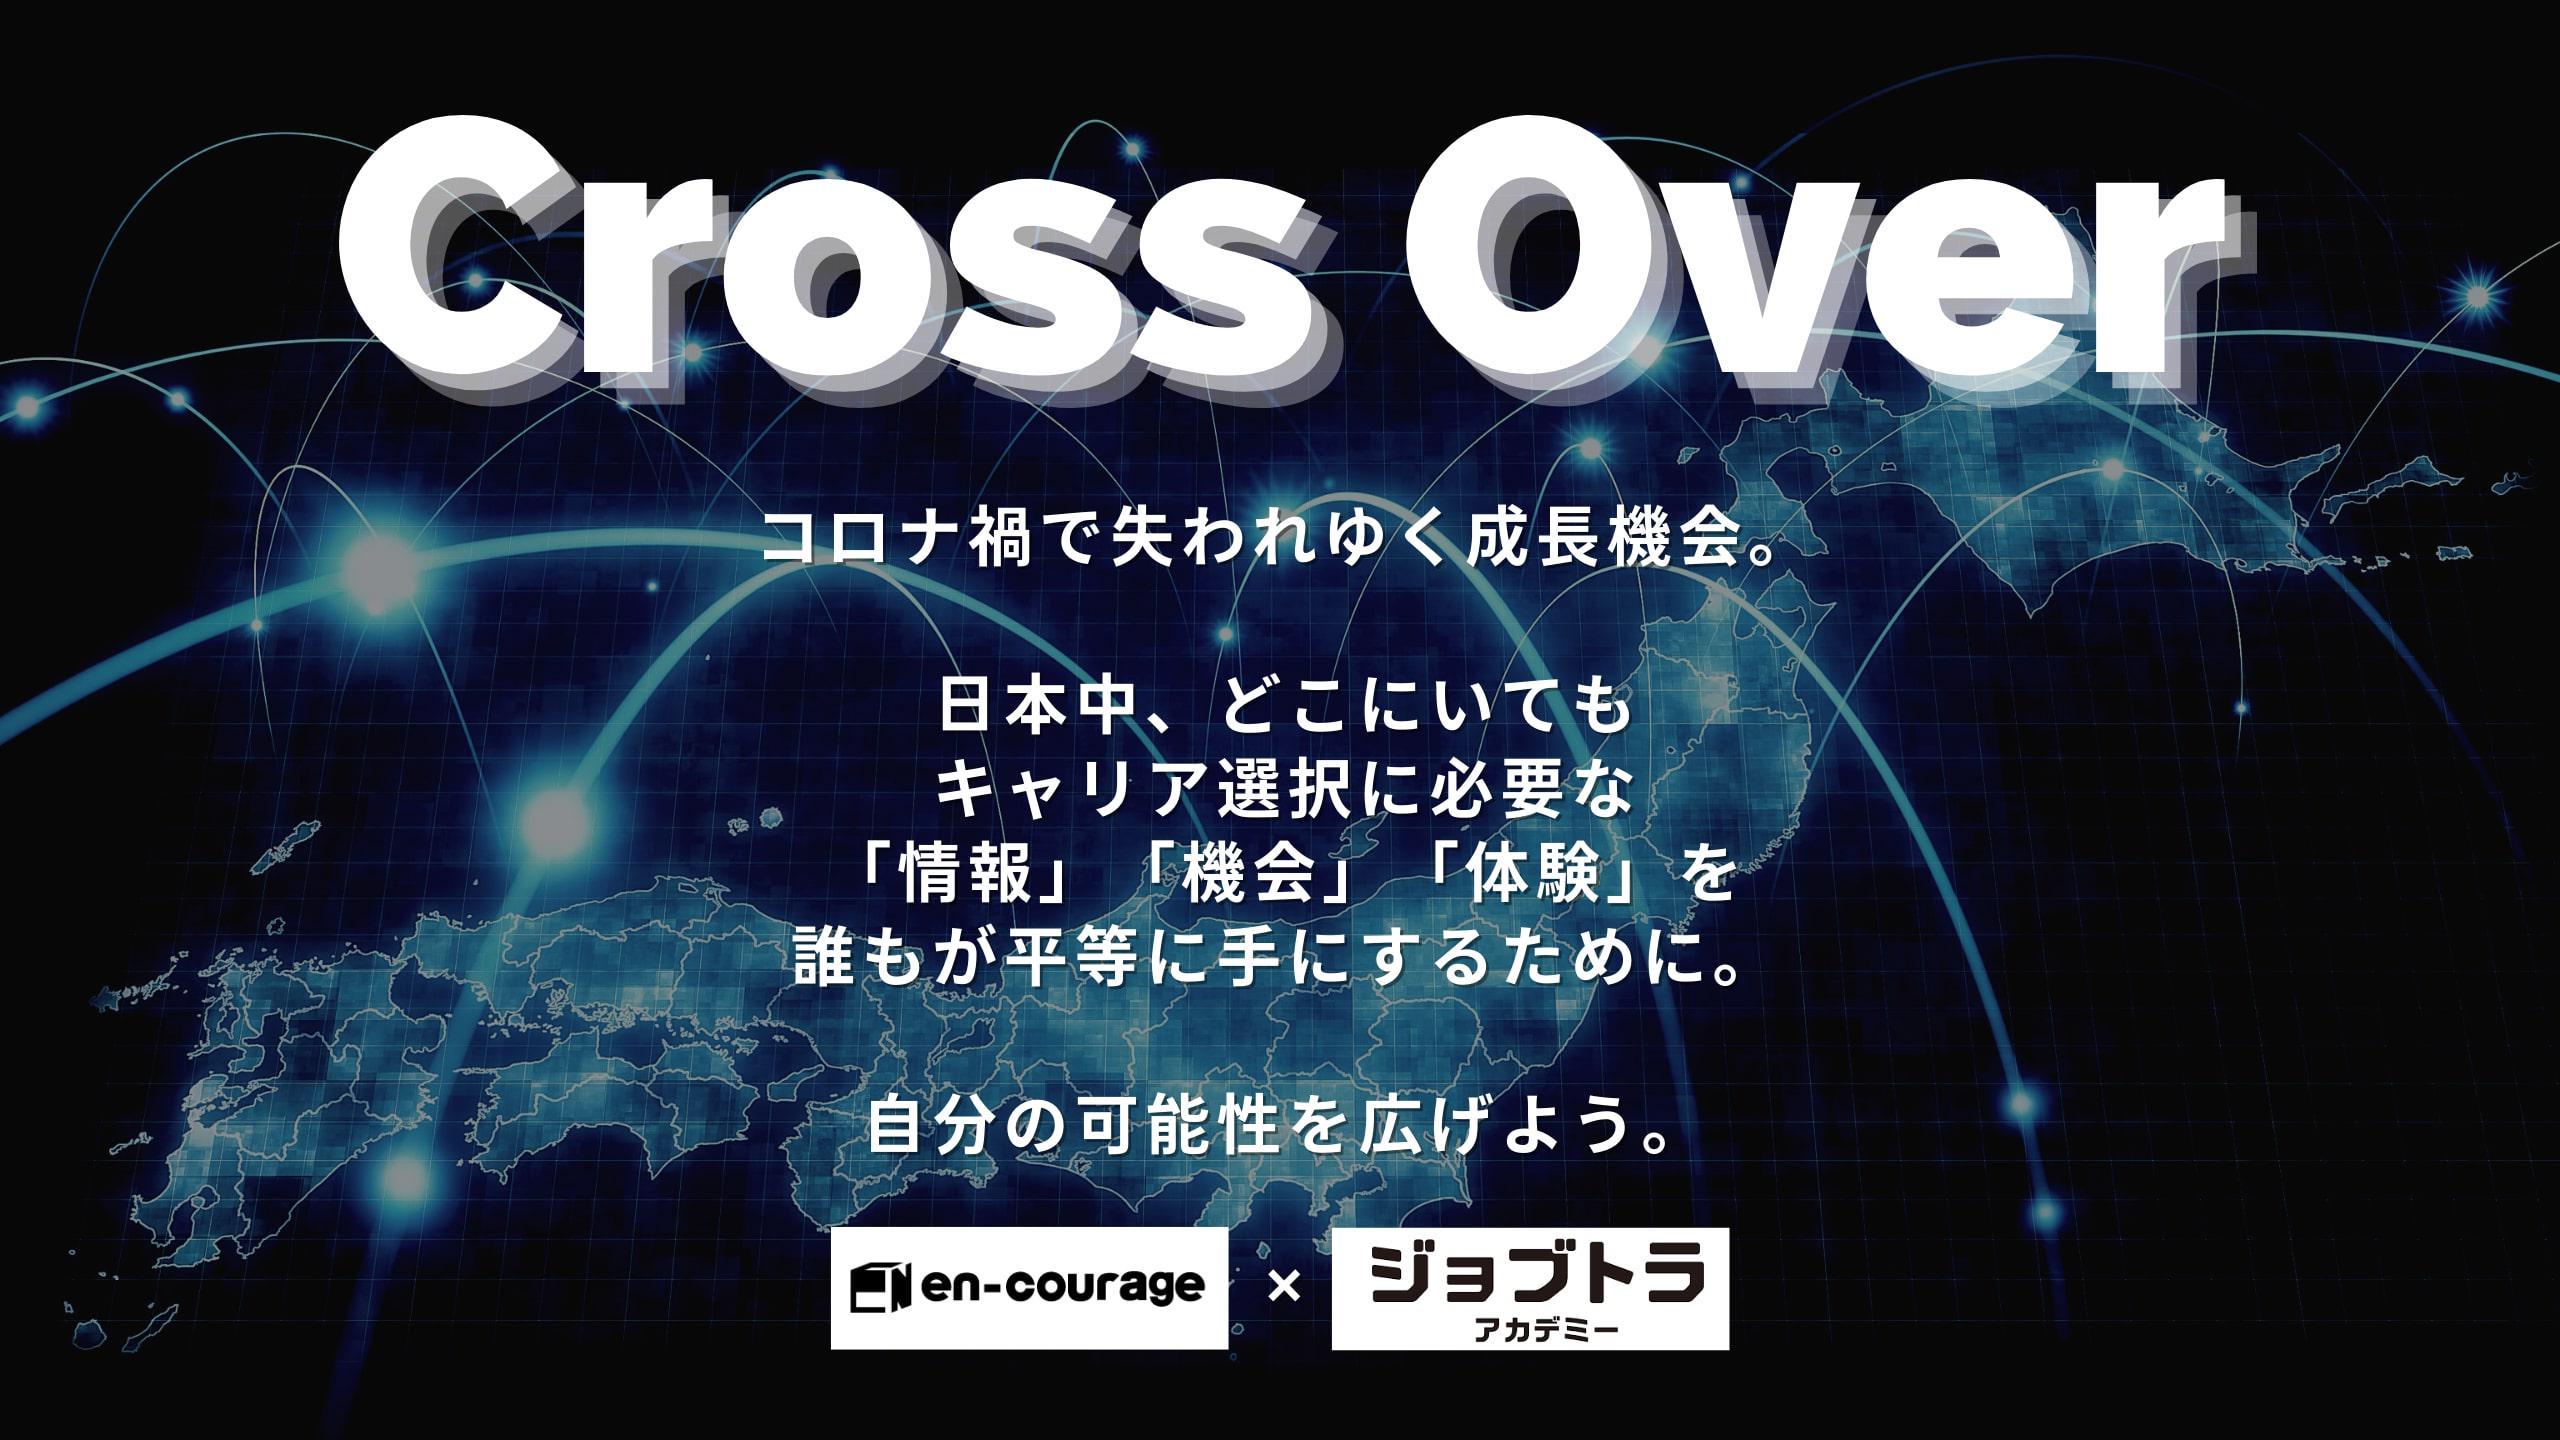 Cross Over
コロナ禍で失われゆく成長機会。
日本中、どこにいても
キャリア選択に必要な
「情報」「機会」「体験」を
誰もが平等に手にするために。
自分の可能性を広げよう。
EN en-courage × ジョブトラ
アカデミー